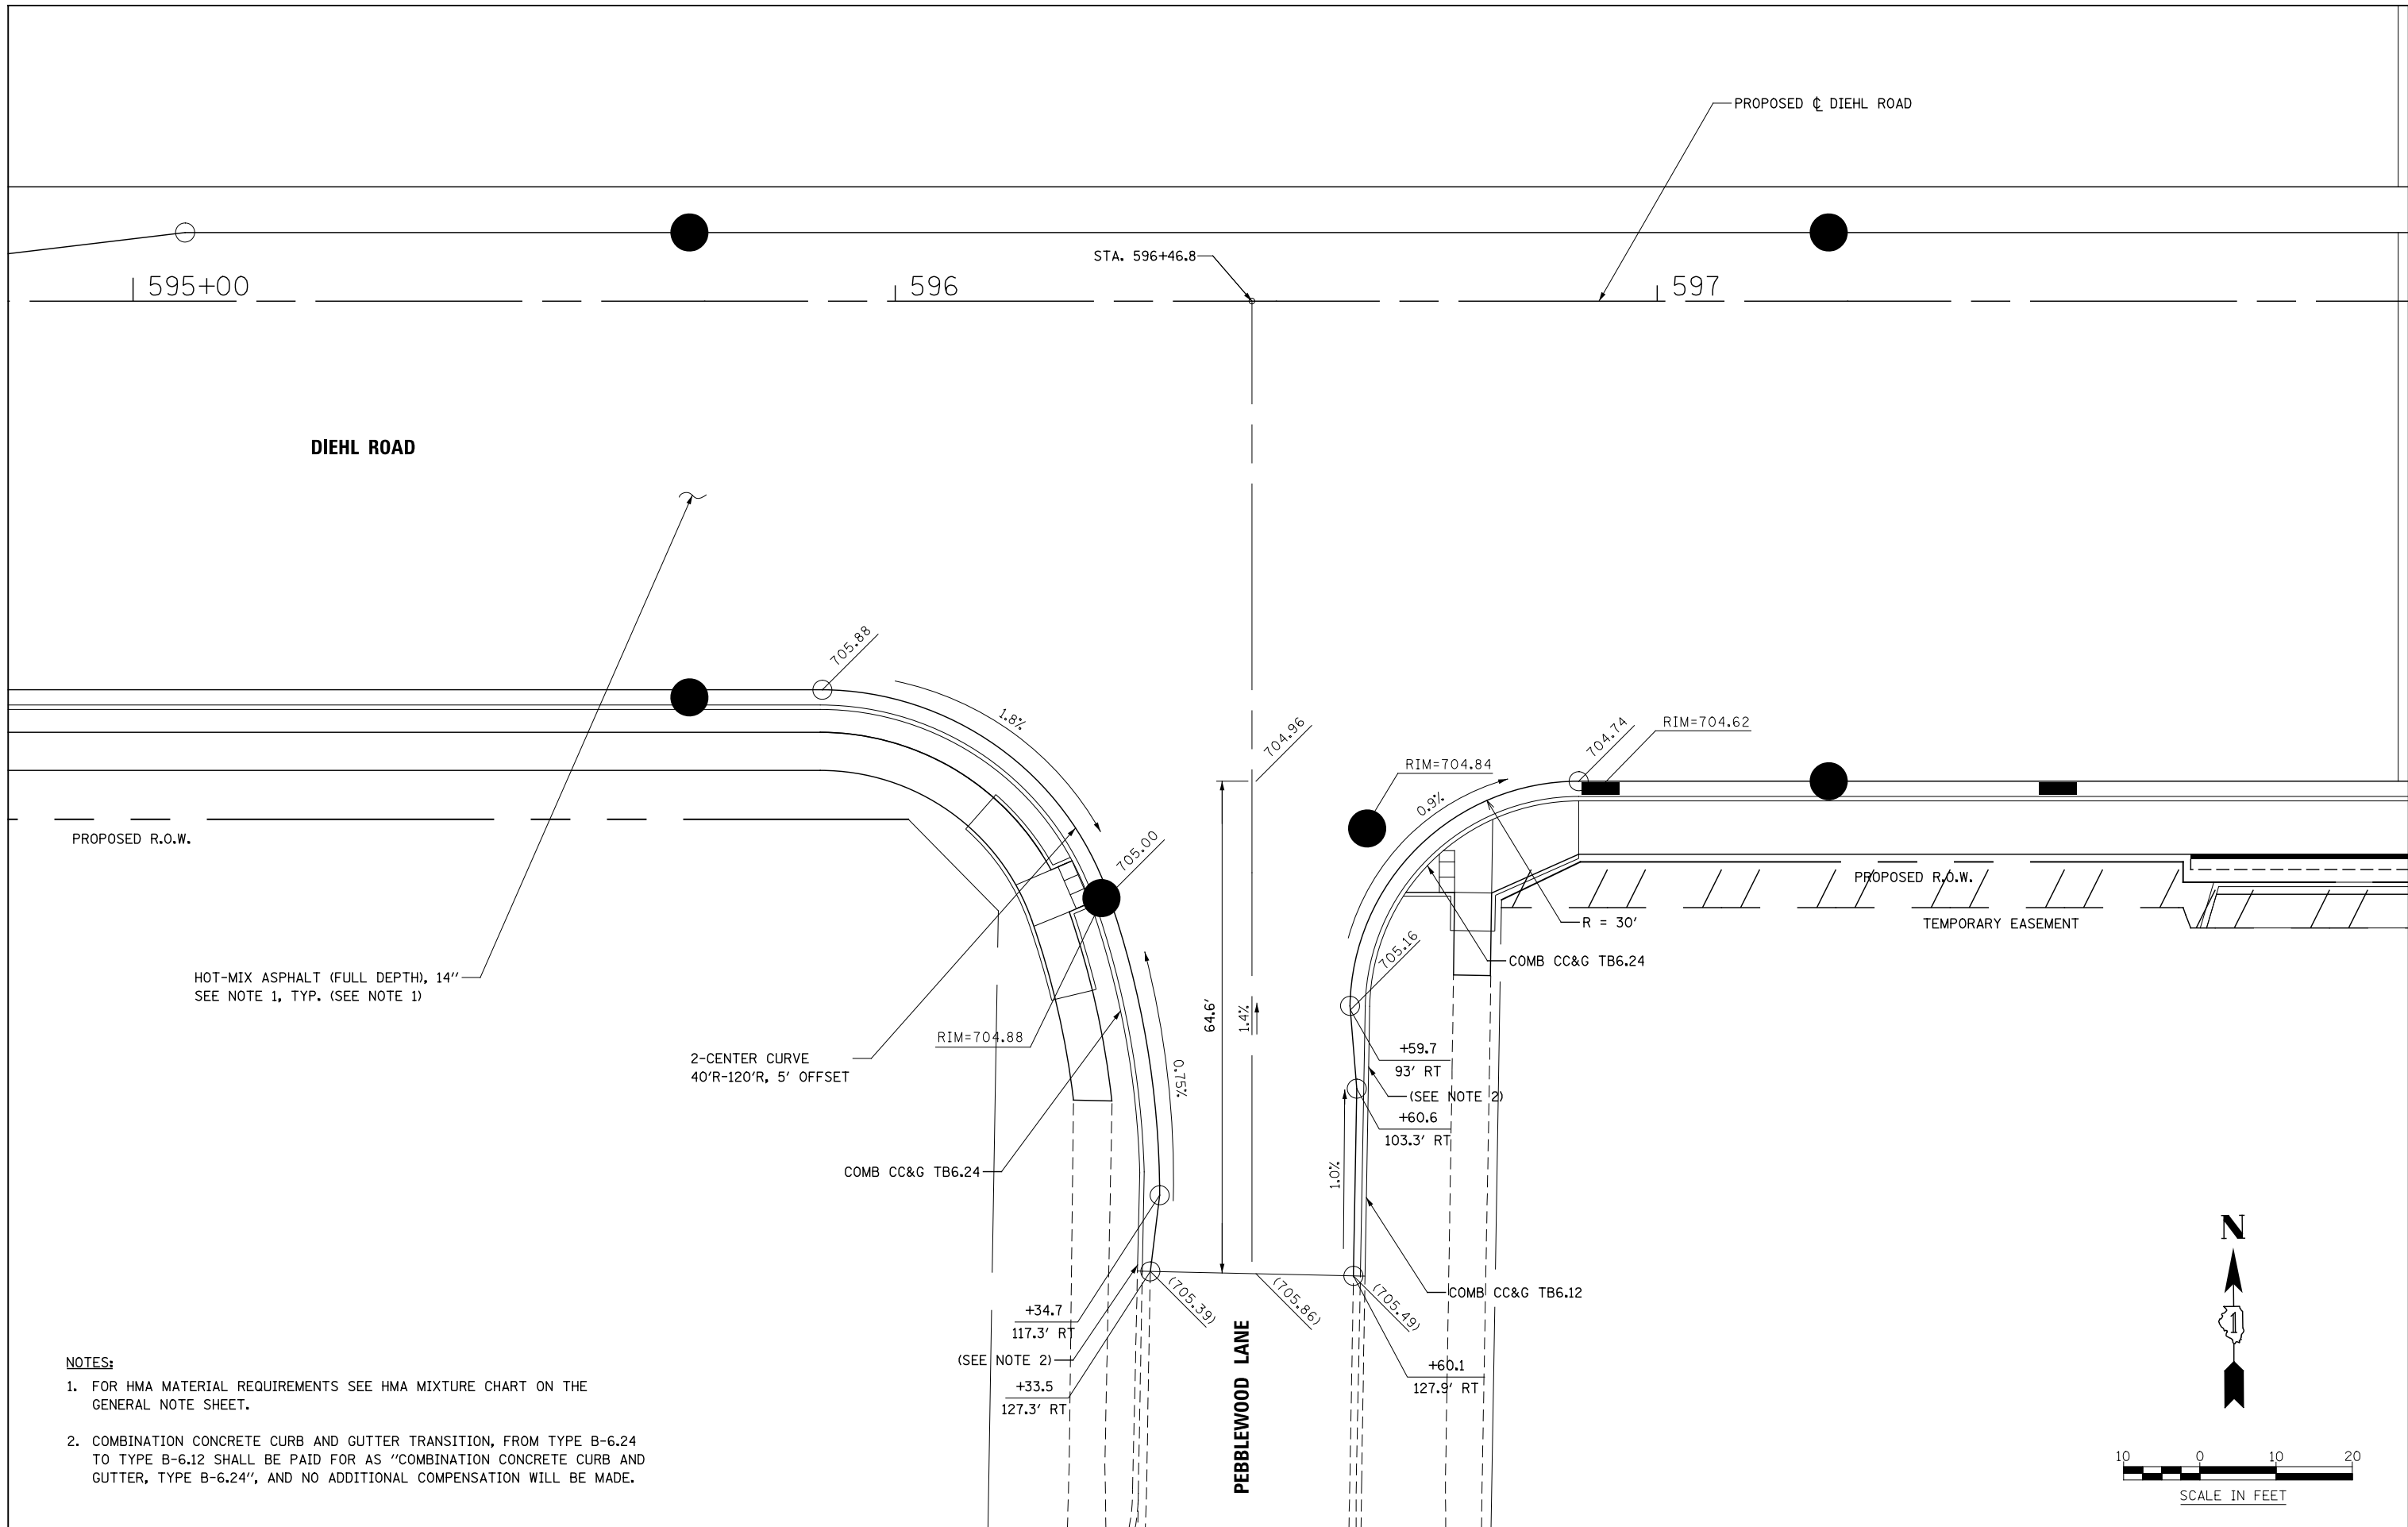 PROPOSED ℄ DIEHL ROAD
STA. 596+46.8
595+00
596
597
DIEHL ROAD
705.88
1.8%
704.96
704.74
RIM=704.62
RIM=704.84
0.9%
PROPOSED R.O.W.
705.00
PROPOSED R.O.W.
R = 30'
TEMPORARY EASEMENT
705.16
COMB CC&G TB6.24
HOT-MIX ASPHALT (FULL DEPTH), 14"
SEE NOTE 1, TYP. (SEE NOTE 1)
64.6'
1.4%
RIM=704.88
2-CENTER CURVE
40'R-120'R, 5' OFFSET
0.75%
+59.7
93' RT
(SEE NOTE 2)
+60.6
103.3' RT
1.0%
COMB CC&G TB6.24
(705.39)
(705.86)
(705.49)
COMB CC&G TB6.12
+34.7
117.3' RT
(SEE NOTE 2)
+33.5
127.3' RT
+60.1
127.9' RT
PEBBLEWOOD LANE
N
1
NOTES:
1. FOR HMA MATERIAL REQUIREMENTS SEE HMA MIXTURE CHART ON THE
GENERAL NOTE SHEET.
2. COMBINATION CONCRETE CURB AND GUTTER TRANSITION, FROM TYPE B-6.24
TO TYPE B-6.12 SHALL BE PAID FOR AS "COMBINATION CONCRETE CURB AND
GUTTER, TYPE B-6.24", AND NO ADDITIONAL COMPENSATION WILL BE MADE.
10 0 10 20
SCALE IN FEET